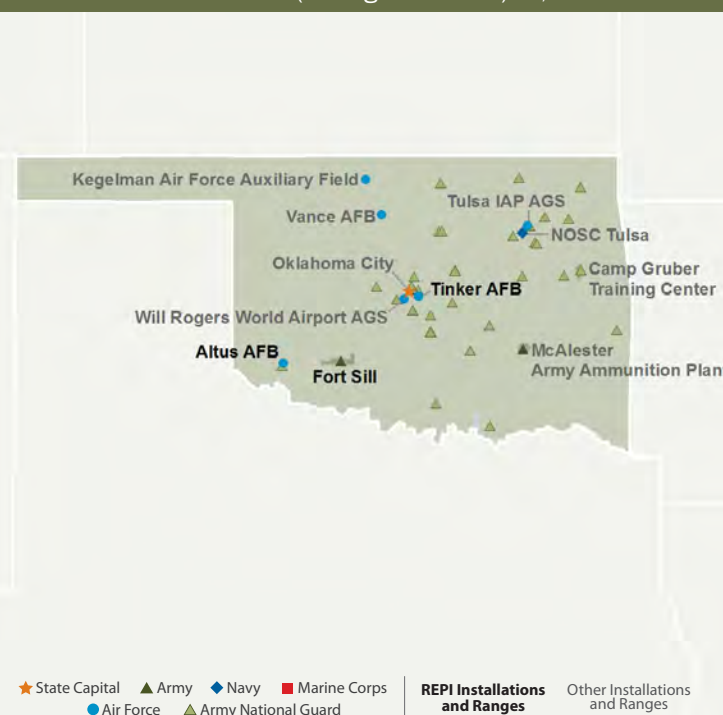 Kegelman Air Force Auxiliary Field
Tulsa IAP AGS
Vance AFB
NOSC Tulsa
Oklahoma City
Camp Gruber
Training Center
Tinker AFB
Will Rogers World Airport AGS
Altus AFB
McAlester
Army Ammunition Plan
Fort Sill
State Capital Army Navy Marine Corps
Air Force Army National Guard
REPI Installations
and Ranges
Other Installations
and Ranges